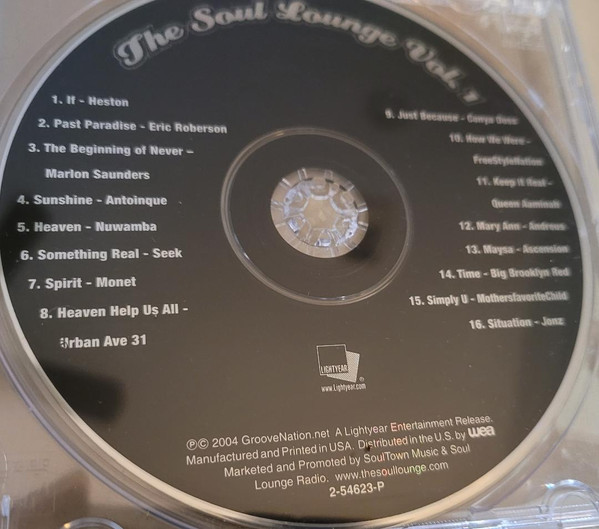 The Soul Lounge Vol. 1
1. If - Heston
2. Past Paradise - Eric Roberson
3. The Beginning of Never –
Marlon Saunders
4. Sunshine - Antoinque
5. Heaven - Nuwamba
6. Something Real - Seek
7. Spirit - Monet
8. Heaven Help Us All -
Urban Ave 31
9. Just Because -
10. How We Were -
FreeStyleNation
11. Keep It Real -
Queen Aaminah
12. Mary Ann - Andreus
13. Maysa - Ascension
14. Time - Big Brooklyn Red
15. Simply U - MothersfavoriteChild
16. Situation - Jonz
LIGHTYEAR
www.Lightyear.com
℗© 2004 GrooveNation.net A Lightyear Entertainment Release.
Manufactured and Printed in USA. Distributed in the U.S. by wea
Marketed and Promoted by SoulTown Music & Soul
Lounge Radio. www.thesoullounge.com
2-54623-P